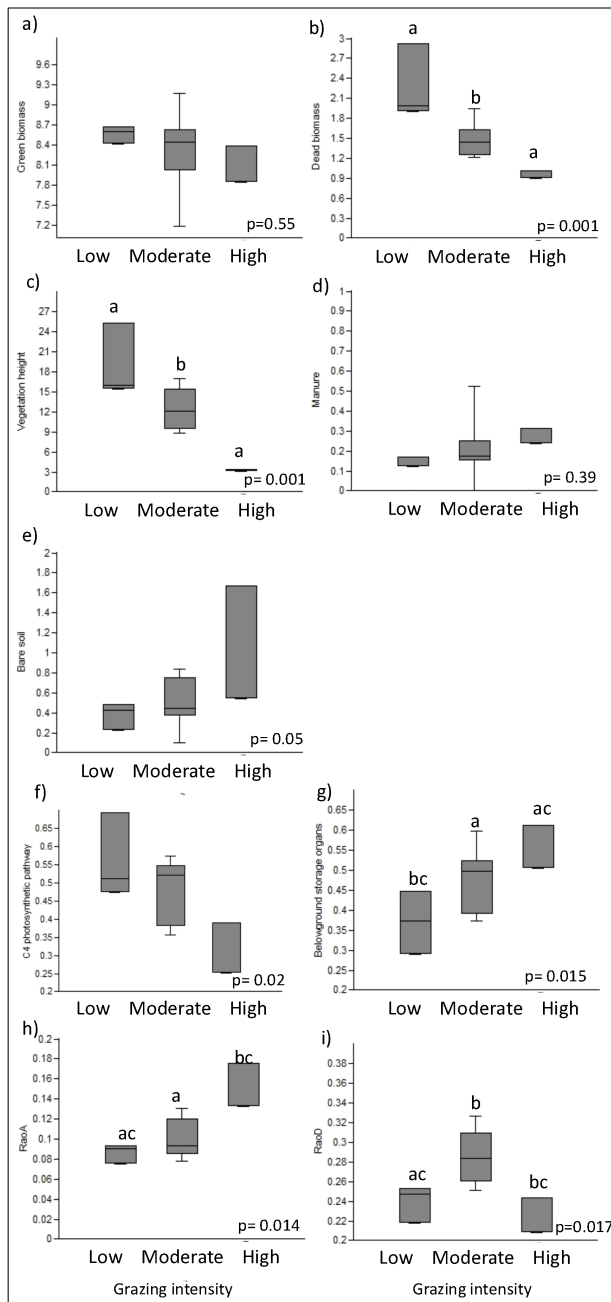 a)
Green biomass
9.6
9
8.4
8.6
7.8
7.2
p=0.55
Low Moderate High
b)
Dead biomass
3
2.7
2.4
2.1
1.8
1.5
1.2
0.9
0.6
0.3
0
a
b
a
p= 0.001
Low Moderate High
c)
Vegetation height
27
24
21
18
15
12
9
6
3
0
a
b
a
p= 0.001
Low Moderate High
d)
Manure
1
0.9
0.8
0.7
0.6
0.5
0.4
0.3
0.2
0.1
0
p= 0.39
Low Moderate High
e)
Bare soil
2
1.8
1.6
1.4
1.2
1
0.8
0.6
0.4
0.2
0
p= 0.05
Low Moderate High
f)
C4 photosynthetic pathway
0.65
0.6
0.55
0.5
0.45
0.4
0.35
0.3
0.25
0.2
p= 0.02
Low Moderate High
g)
Belowground storage organs
0.65
0.6
0.55
0.5
0.45
0.4
0.35
0.3
0.25
0.2
bc
a
ac
p= 0.015
Low Moderate High
h)
RaoA
0.2
0.18
0.16
0.14
0.12
0.1
0.08
0.06
0.04
0.02
0
ac
a
bc
p= 0.014
Low Moderate High
Grazing intensity
i)
RaoD
0.38
0.36
0.34
0.32
0.3
0.28
0.26
0.24
0.22
0.2
ac
b
bc
p=0.017
Low Moderate High
Grazing intensity